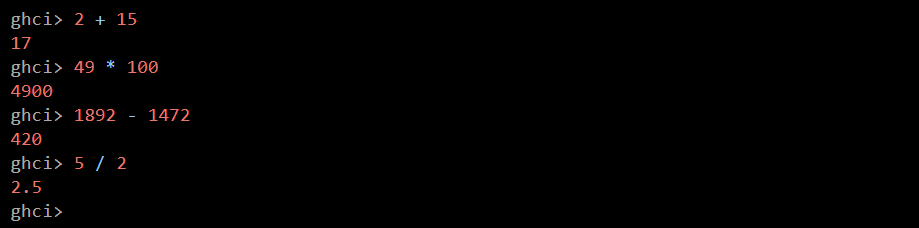 ghci> 2 + 15
17
ghci> 49 * 100
4900
ghci> 1892 - 1472
420
ghci> 5 / 2
2.5
ghci>